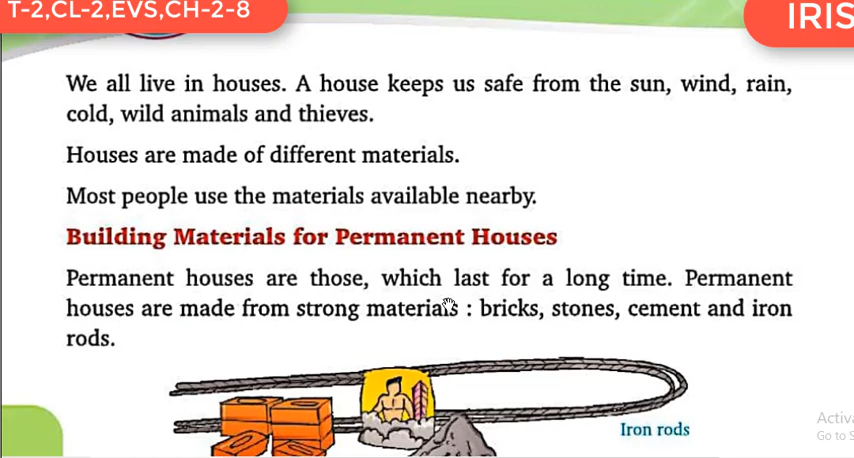 T-2,CL-2,EVS,CH-2-8
IRIS
We all live in houses. A house keeps us safe from the sun, wind, rain,
cold, wild animals and thieves.
Houses are made of different materials.
Most people use the materials available nearby.
Building Materials for Permanent Houses
Permanent houses are those, which last for a long time. Permanent
houses are made from strong materials : bricks, stones, cement and iron
rods.
Iron rods
Go to